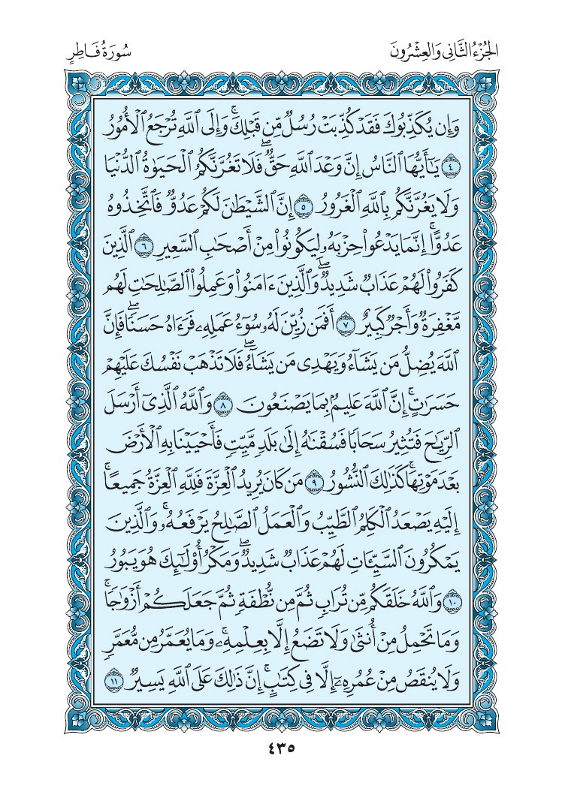 الجُزْءُ الثَّانِي وَالعِشْرُونَ
سُورَةُ فَاطِرٍ
وَإِن يُكَذِّبُوكَ فَقَدْ كُذِّبَتْ رُسُلٌ مِّن قَبْلِكَ ۚ وَإِلَى ٱللَّهِ تُرْجَعُ ٱلْأُمُورُ
٤ يَـٰٓأَيُّهَا ٱلنَّاسُ إِنَّ وَعْدَ ٱللَّهِ حَقٌّ ۖ فَلَا تَغُرَّنَّكُمُ ٱلْحَيَوٰةُ ٱلدُّنْيَا
وَلَا يَغُرَّنَّكُم بِٱللَّهِ ٱلْغَرُورُ ٥ إِنَّ ٱلشَّيْطَـٰنَ لَكُمْ عَدُوٌّ فَٱتَّخِذُوهُ
عَدُوًّا ۚ إِنَّمَا يَدْعُوا۟ حِزْبَهُۥ لِيَكُونُوا۟ مِنْ أَصْحَـٰبِ ٱلسَّعِيرِ ٦ ٱلَّذِينَ
كَفَرُوا۟ لَهُمْ عَذَابٌ شَدِيدٌ ۖ وَٱلَّذِينَ ءَامَنُوا۟ وَعَمِلُوا۟ ٱلصَّـٰلِحَـٰتِ لَهُم
مَّغْفِرَةٌ وَأَجْرٌ كَبِيرٌ ٧ أَفَمَن زُيِّنَ لَهُۥ سُوٓءُ عَمَلِهِۦ فَرَءَاهُ حَسَنًا ۖ فَإِنَّ
ٱللَّهَ يُضِلُّ مَن يَشَآءُ وَيَهْدِى مَن يَشَآءُ ۖ فَلَا تَذْهَبْ نَفْسُكَ عَلَيْهِمْ
حَسَرَٰتٍ ۚ إِنَّ ٱللَّهَ عَلِيمٌۢ بِمَا يَصْنَعُونَ ٨ وَٱللَّهُ ٱلَّذِىٓ أَرْسَلَ
ٱلرِّيَـٰحَ فَتُثِيرُ سَحَابًا فَسُقْنَـٰهُ إِلَىٰ بَلَدٍ مَّيِّتٍ فَأَحْيَيْنَا بِهِ ٱلْأَرْضَ
بَعْدَ مَوْتِهَا ۚ كَذَٰلِكَ ٱلنُّشُورُ ٩ مَن كَانَ يُرِيدُ ٱلْعِزَّةَ فَلِلَّهِ ٱلْعِزَّةُ جَمِيعًا ۚ
إِلَيْهِ يَصْعَدُ ٱلْكَلِمُ ٱلطَّيِّبُ وَٱلْعَمَلُ ٱلصَّـٰلِحُ يَرْفَعُهُۥ ۚ وَٱلَّذِينَ
يَمْكُرُونَ ٱلسَّيِّـَٔاتِ لَهُمْ عَذَابٌ شَدِيدٌ ۖ وَمَكْرُ أُو۟لَـٰٓئِكَ هُوَ يَبُورُ
١٠ وَٱللَّهُ خَلَقَكُم مِّن تُرَابٍ ثُمَّ مِن نُّطْفَةٍ ثُمَّ جَعَلَكُمْ أَزْوَٰجًا ۚ
وَمَا تَحْمِلُ مِنْ أُنثَىٰ وَلَا تَضَعُ إِلَّا بِعِلْمِهِۦ ۚ وَمَا يُعَمَّرُ مِن مُّعَمَّرٍ
وَلَا يُنقَصُ مِنْ عُمُرِهِۦٓ إِلَّا فِى كِتَـٰبٍ ۚ إِنَّ ذَٰلِكَ عَلَى ٱللَّهِ يَسِيرٌ ١١
٤٣٥